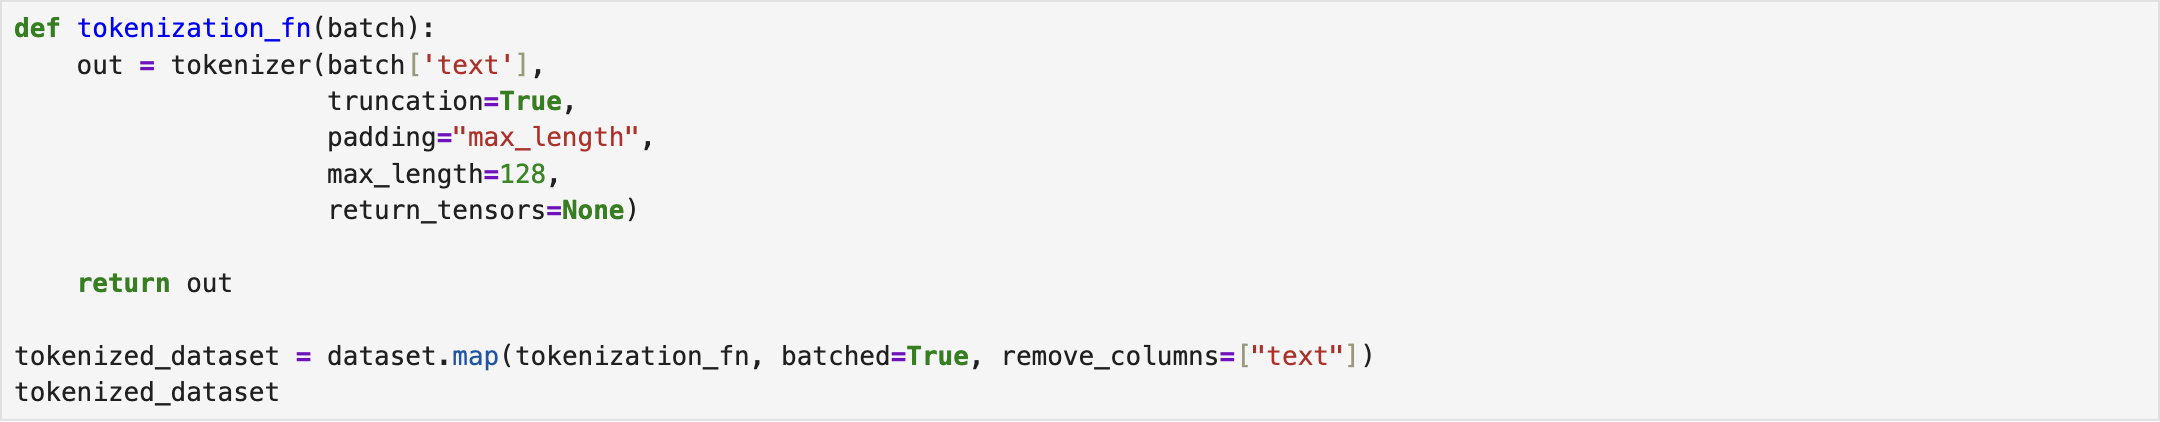 def tokenization_fn(batch):
    out = tokenizer(batch['text'],
                    truncation=True,
                    padding="max_length",
                    max_length=128,
                    return_tensors=None)

    return out

tokenized_dataset = dataset.map(tokenization_fn, batched=True, remove_columns=["text"])
tokenized_dataset